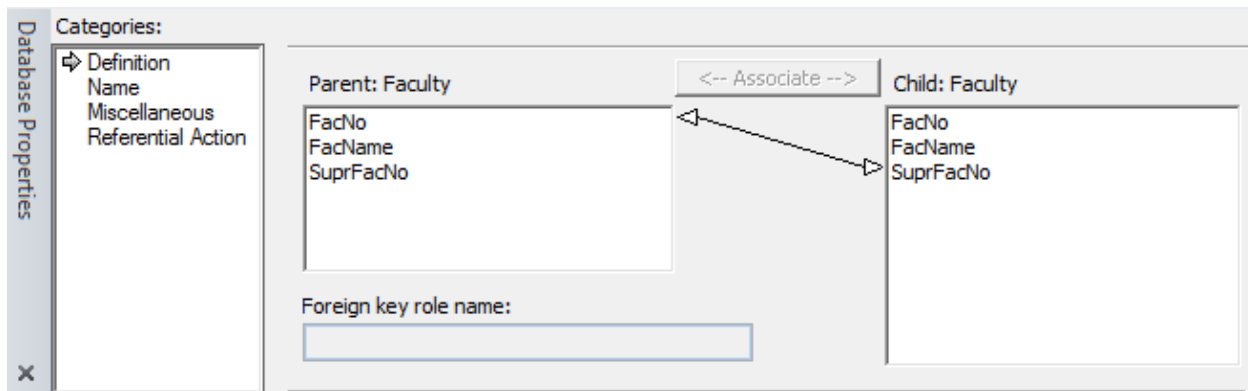 Database Properties
Categories:
Definition
Name
Miscellaneous
Referential Action
Parent: Faculty
<-- Associate -->
Child: Faculty
FacNo
FacName
SuprFacNo
FacNo
FacName
SuprFacNo
Foreign key role name: